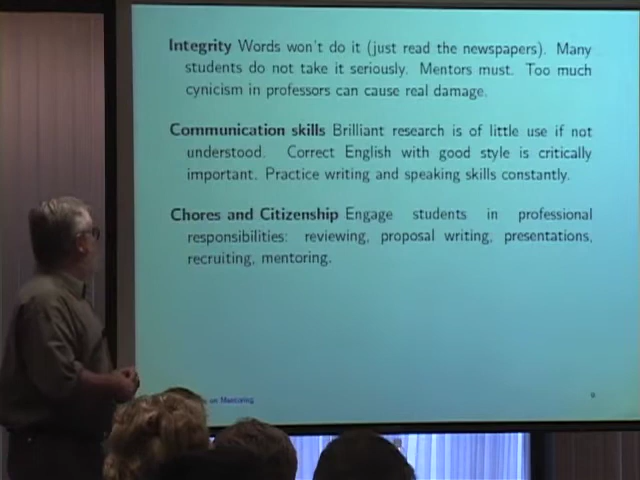 Integrity Words won't do it (just read the newspapers). Many
students do not take it seriously. Mentors must. Too much
cynicism in professors can cause real damage.
Communication skills Brilliant research is of little use if not
understood. Correct English with good style is critically
important. Practice writing and speaking skills constantly.
Chores and Citizenship Engage students in professional
responsibilities: reviewing, proposal writing, presentations,
recruiting, mentoring.
on Mentoring